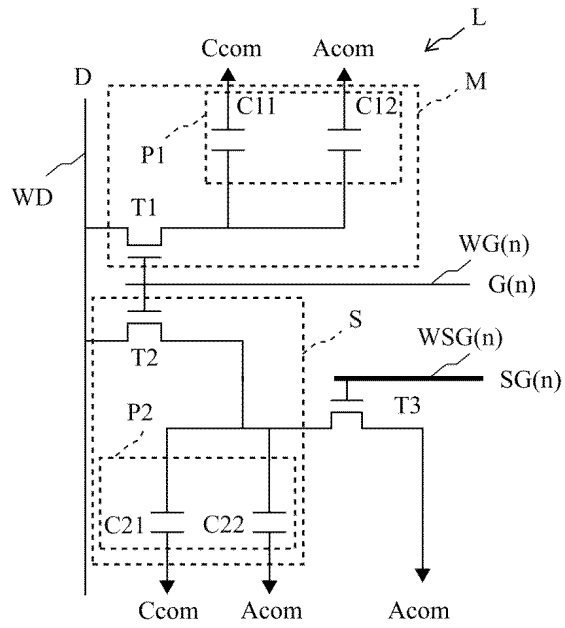 L
Ccom Acom
D
M
C11 C12
P1
WD
T1
WG(n)
G(n)
S
T2
WSG(n)
SG(n)
T3
P2
C21 C22
Ccom Acom Acom